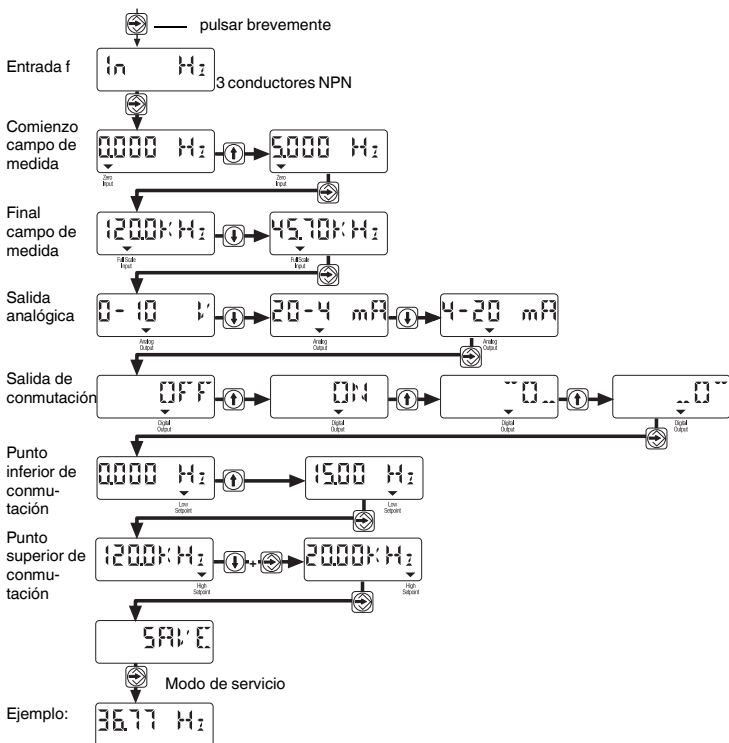 pulsar brevemente
Entrada f
In Hz
3 conductores NPN
Comienzo
campo de
medida
0.000 Hz
5.000 Hz
Zero
Input
Zero
Input
Final
campo de
medida
120.0kHz
45.70kHz
Full Scale
Input
Full Scale
Input
Salida
analógica
0-10 V
20-4 mA
4-20 mA
Analog
Output
Analog
Output
Analog
Output
Salida de
conmutación
OFF
ON
¯0_
_0¯
Digital
Output
Digital
Output
Digital
Output
Digital
Output
Punto
inferior de
conmu-
tación
0.000 Hz
15.00 Hz
Low
Setpoint
Low
Setpoint
Punto
superior de
conmu-
tación
120.0kHz
+
20.00kHz
High
Setpoint
High
Setpoint
SAVE
Modo de servicio
Ejemplo:
36.77 Hz